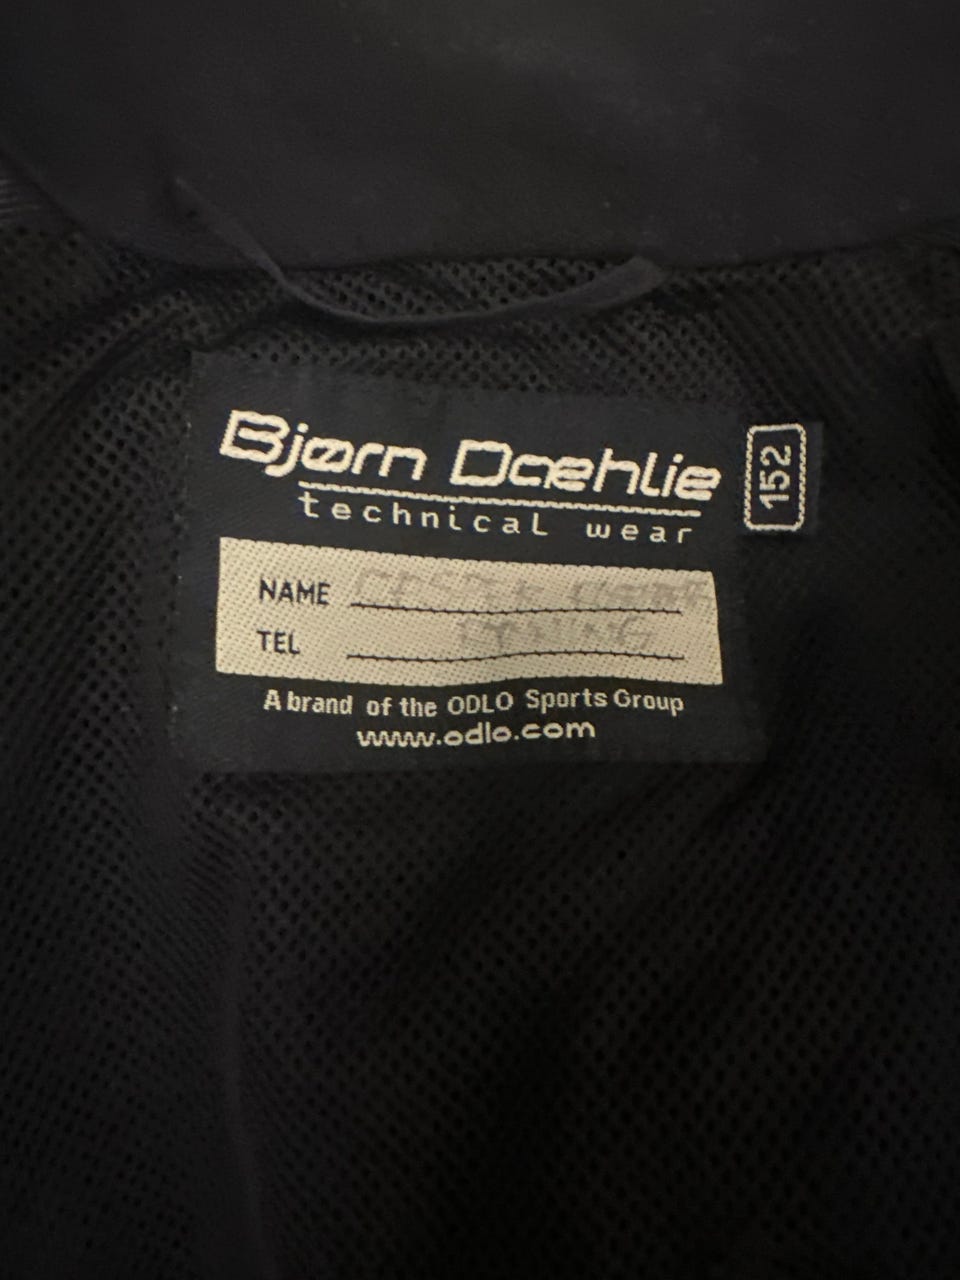 Bjørn Dæhlie
152
technical wear
NAME
TEL
A brand of the ODLO Sports Group
www.odlo.com